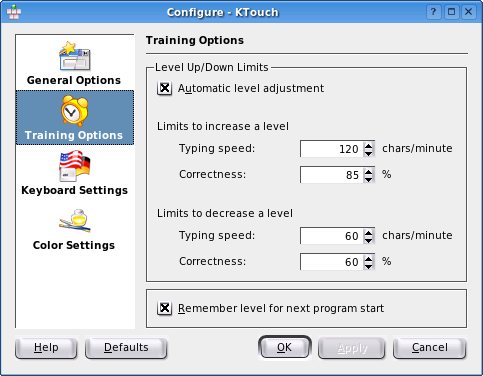 Configure - KTouch
General Options
Training Options
Keyboard Settings
Color Settings
Training Options
Level Up/Down Limits
Automatic level adjustment
Limits to increase a level
Typing speed: 120 chars/minute
Correctness: 85 %
Limits to decrease a level
Typing speed: 60 chars/minute
Correctness: 60 %
Remember level for next program start
Help Defaults OK Apply Cancel